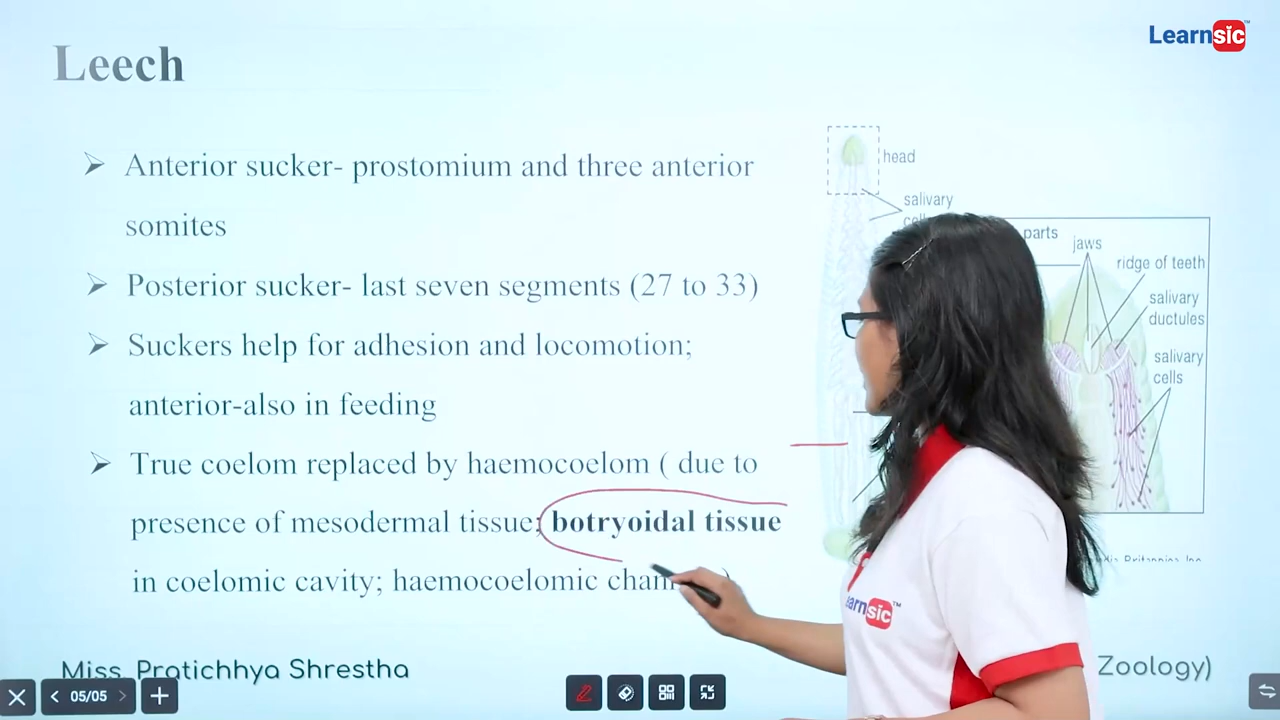 Learnsic
Leech
Anterior sucker- prostomium and three anterior
somites
Posterior sucker- last seven segments (27 to 33)
Suckers help for adhesion and locomotion;
anterior-also in feeding
True coelom replaced by haemocoelom ( due to
presence of mesodermal tissue; botryoidal tissue
in coelomic cavity; haemocoelomic )
head
salivary
parts
jaws
ridge of teeth
salivary
ductules
salivary
cells
sic
TM
Miss. Pratichhya Shrestha
Zoology)
05/05